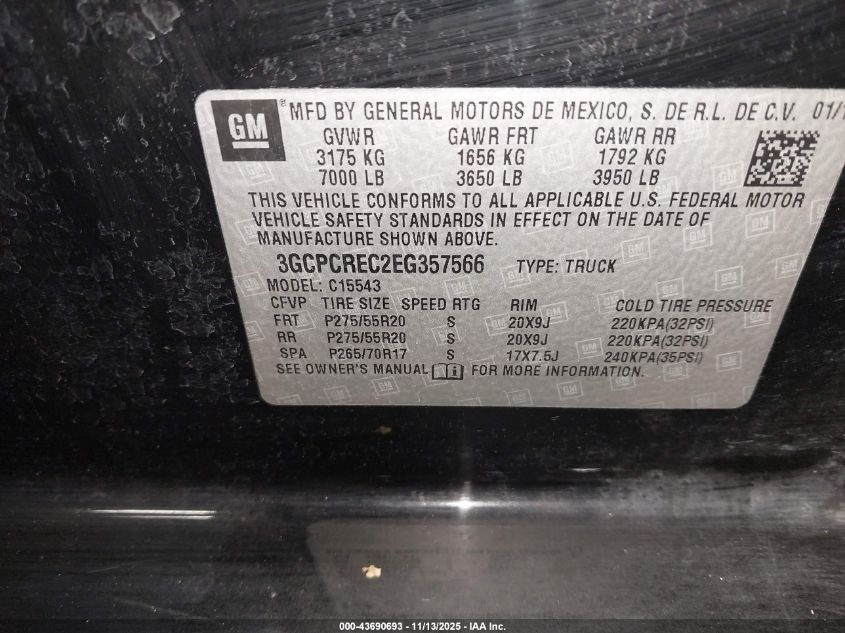 GM ® MFD BY GENERAL MOTORS DE MEXICO, S. DE R.L. DE C.V. 01/1
GVWR GAWR FRT GAWR RR
3175 KG 1656 KG 1792 KG
7000 LB 3650 LB 3950 LB
THIS VEHICLE CONFORMS TO ALL APPLICABLE U.S. FEDERAL MOTOR
VEHICLE SAFETY STANDARDS IN EFFECT ON THE DATE OF
MANUFACTURE SHOWN ABOVE.
3GCPCREC2EG357566 TYPE: TRUCK
MODEL: C15543
CFVP TIRE SIZE SPEED RTG RIM COLD TIRE PRESSURE
FRT P275/55R20 S 20X9J 220KPA(32PSI)
RR P275/55R20 S 20X9J 220KPA(32PSI)
SPA P265/70R17 S 17X7.5J 240KPA(35PSI)
SEE OWNER'S MANUAL i FOR MORE INFORMATION.
000-43690693 - 11/13/2025 - IAA Inc.